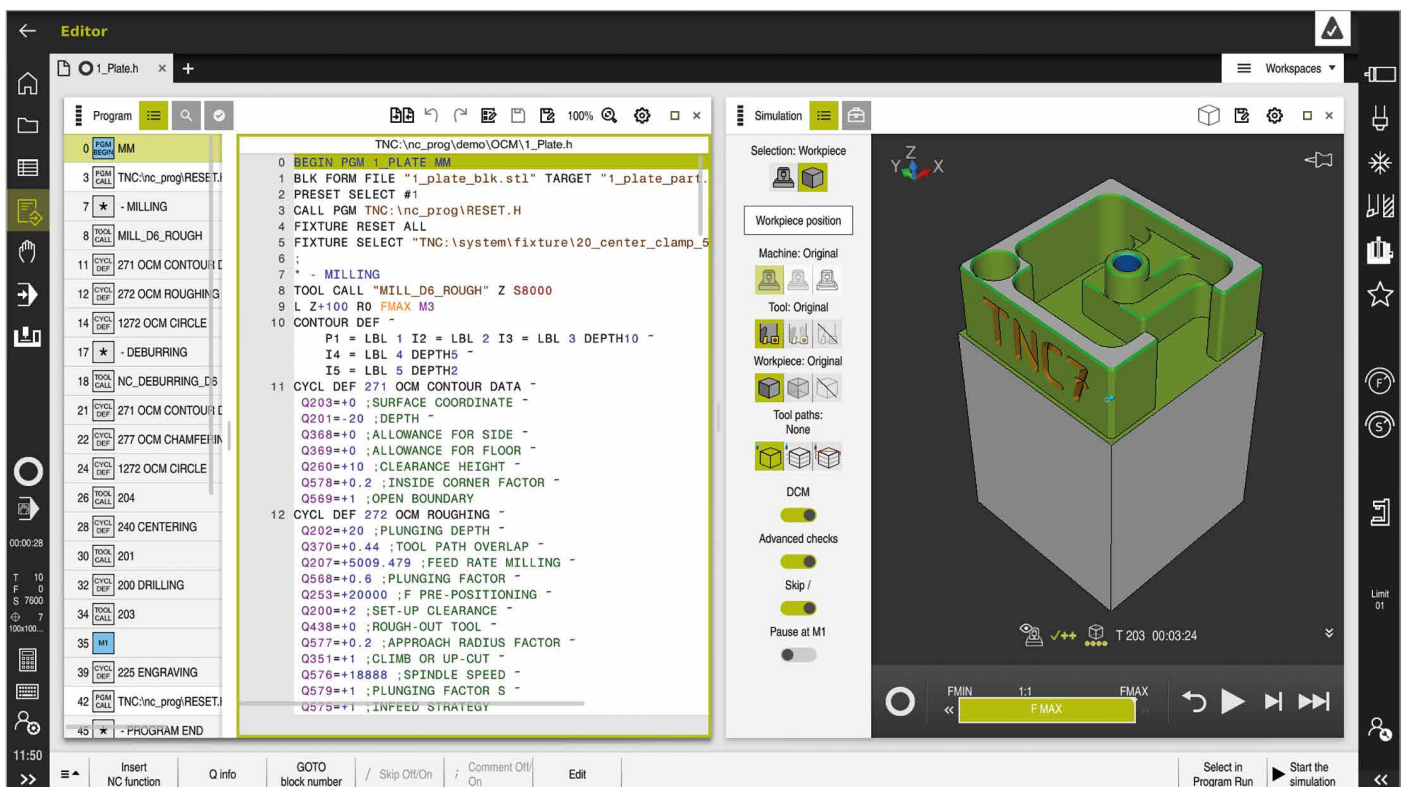 Editor
1_Plate.h × +
Workspaces
Program
100%
0 PGM BEGIN MM
3 PGM CALL TNC:\nc_prog\RESET.
7 * - MILLING
8 TOOL CALL MILL_D6_ROUGH
11 CYCL DEF 271 OCM CONTOUR D
12 CYCL DEF 272 OCM ROUGHING
14 CYCL DEF 1272 OCM CIRCLE
17 * - DEBURRING
18 TOOL CALL NC_DEBURRING_D6
21 CYCL DEF 271 OCM CONTOUR D
22 CYCL DEF 277 OCM CHAMFERIN
24 CYCL DEF 1272 OCM CIRCLE
26 TOOL CALL 204
28 CYCL DEF 240 CENTERING
30 TOOL CALL 201
32 CYCL DEF 200 DRILLING
34 TOOL CALL 203
35 M1
39 CYCL DEF 225 ENGRAVING
42 PGM CALL TNC:\nc_prog\RESET.
45 * - PROGRAM END
TNC:\nc_prog\demo\OCM\1_Plate.h
0 BEGIN PGM 1_PLATE MM
1 BLK FORM FILE "1_plate_blk.stl" TARGET "1_plate_part.
2 PRESET SELECT #1
3 CALL PGM TNC:\nc_prog\RESET.H
4 FIXTURE RESET ALL
5 FIXTURE SELECT "TNC:\system\fixture\20_center_clamp_5
6 ;
7 * - MILLING
8 TOOL CALL "MILL_D6_ROUGH" Z S8000
9 L Z+100 R0 FMAX M3
10 CONTOUR DEF ~
P1 = LBL 1 I2 = LBL 2 I3 = LBL 3 DEPTH10 ~
I4 = LBL 4 DEPTH5 ~
I5 = LBL 5 DEPTH2
11 CYCL DEF 271 OCM CONTOUR DATA ~
Q203=+0 ;SURFACE COORDINATE ~
Q201=-20 ;DEPTH ~
Q368=+0 ;ALLOWANCE FOR SIDE ~
Q369=+0 ;ALLOWANCE FOR FLOOR ~
Q260=+10 ;CLEARANCE HEIGHT ~
Q578=+0.2 ;INSIDE CORNER FACTOR ~
Q569=+1 ;OPEN BOUNDARY
12 CYCL DEF 272 OCM ROUGHING ~
Q202=+20 ;PLUNGING DEPTH ~
Q370=+0.44 ;TOOL PATH OVERLAP ~
Q207=+5009.479 ;FEED RATE MILLING ~
Q568=+0.6 ;PLUNGING FACTOR ~
Q253=+20000 ;F PRE-POSITIONING ~
Q200=+2 ;SET-UP CLEARANCE ~
Q438=+0 ;ROUGH-OUT TOOL ~
Q577=+0.2 ;APPROACH RADIUS FACTOR ~
Q351=+1 ;CLIMB OR UP-CUT ~
Q576=+18888 ;SPINDLE SPEED ~
Q579=+1 ;PLUNGING FACTOR S ~
Q575=+1 ;INFEED STRATEGY
Simulation
Selection: Workpiece
Workpiece position
Machine: Original
Tool: Original
Workpiece: Original
Tool paths:
None
DCM
Advanced checks
Skip /
Pause at M1
Z
Y X
TNC7
T 203 00:03:24
FMIN 1:1 FMAX
F MAX
00:00:28
T 10
F 0
S 7600
7
100x100...
11:50
F
S
Limit
01
Insert
NC function
Q info
GOTO
block number
/ Skip Off/On
; Comment Off/
On
Edit
Select in
Program Run
Start the
simulation